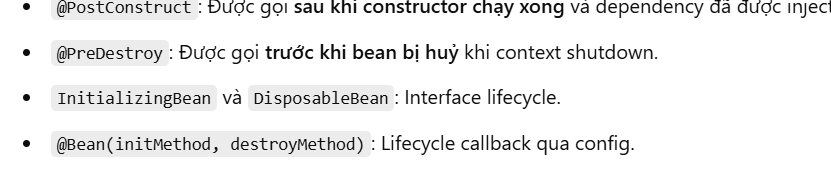 @PostConstruct: Được gọi sau khi constructor chạy xong và dependency đã được inject
@PreDestroy: Được gọi trước khi bean bị huỷ khi context shutdown.
InitializingBean và DisposableBean: Interface lifecycle.
@Bean(initMethod, destroyMethod): Lifecycle callback qua config.